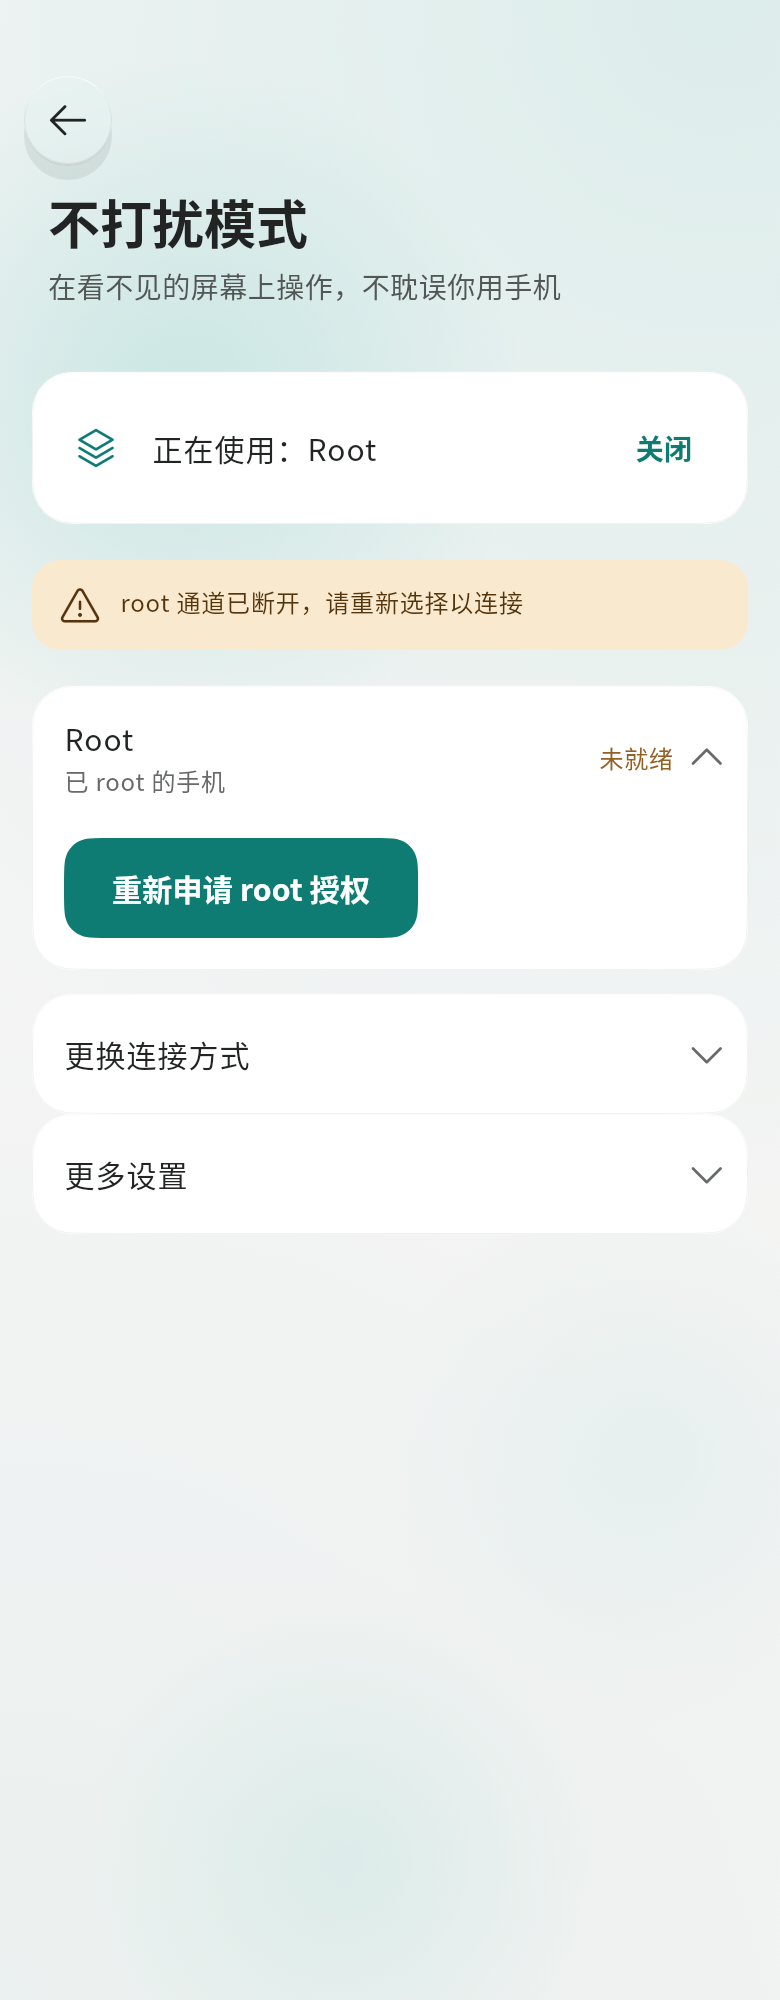 不打扰模式
在看不见的屏幕上操作，不耽误你用手机
正在使用：Root
关闭
root 通道已断开，请重新选择以连接
Root
已 root 的手机
未就绪
重新申请 root 授权
更换连接方式
更多设置